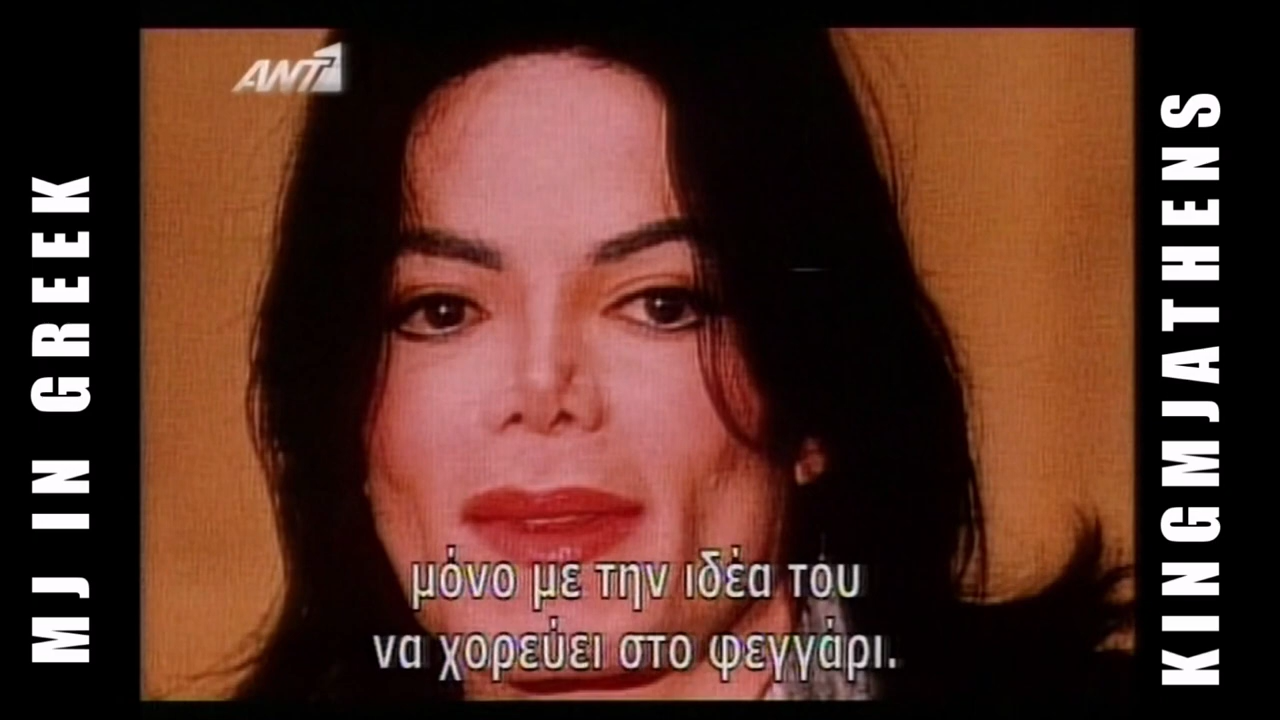 MJ IN GREEK
ANT1
μόνο με την ιδέα του
να χορεύει στο φεγγάρι.
KINGMJATHENS